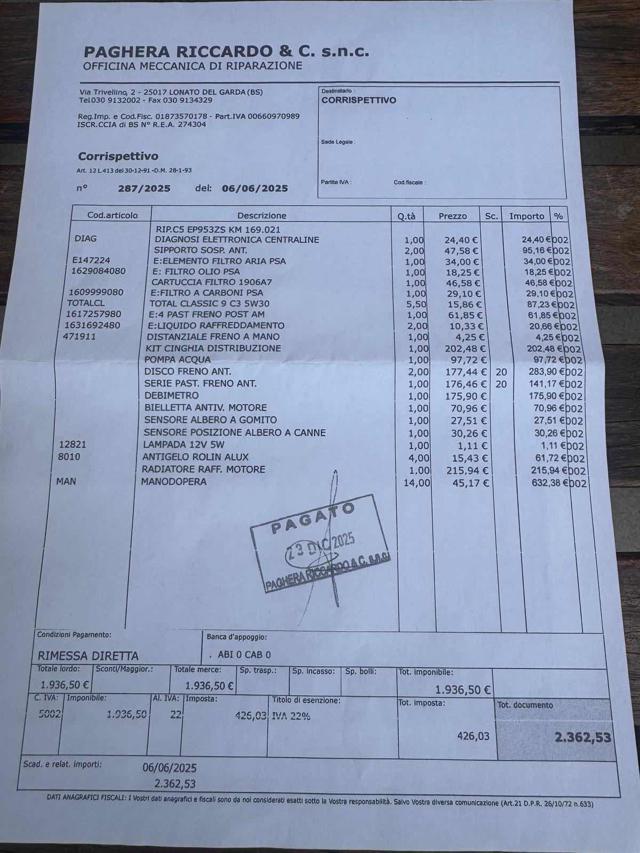 PAGHERA RICCARDO & C. s.n.c.
OFFICINA MECCANICA DI RIPARAZIONE
Via Trivellino, 2 - 25017 LONATO DEL GARDA (BS)
Tel.030 9132002 - Fax 030 9134329
Reg.Imp. e Cod.Fisc. 01873570178 - Part.IVA 00660970989
ISCR.CCIA di BS N° R.E.A. 274304
Destinatario :
CORRISPETTIVO
Sede Legale :
Partita IVA : Cod.fiscale :
Corrispettivo
Art. 12 L.413 del 30-12-91 -D.M. 28-1-93
n° 287/2025 del: 06/06/2025
Cod.articolo Descrizione Q.tà Prezzo Sc. Importo %
RIP.C5 EP953ZS KM 169.021
DIAG DIAGNOSI ELETTRONICA CENTRALINE 1,00 24,40 € 24,40 € 002
SIPPORTO SOSP. ANT. 2,00 47,58 € 95,16 € 002
E147224 E:ELEMENTO FILTRO ARIA PSA 1,00 34,00 € 34,00 € 002
1629084080 E: FILTRO OLIO PSA 1,00 18,25 € 18,25 € 002
CARTUCCIA FILTRO 1906A7 1,00 46,58 € 46,58 € 002
1609999080 E:FILTRO A CARBONI PSA 1,00 29,10 € 29,10 € 002
TOTALCL TOTAL CLASSIC 9 C3 5W30 5,50 15,86 € 87,23 € 002
1617257980 E:4 PAST FRENO POST AM 1,00 61,85 € 61,85 € 002
1631692480 E:LIQUIDO RAFFREDDAMENTO 2,00 10,33 € 20,66 € 002
471911 DISTANZIALE FRENO A MANO 1,00 4,25 € 4,25 € 002
KIT CINGHIA DISTRIBUZIONE 1,00 202,48 € 202,48 € 002
POMPA ACQUA 1,00 97,72 € 97,72 € 002
DISCO FRENO ANT. 2,00 177,44 € 20 283,90 € 002
SERIE PAST. FRENO ANT. 1,00 176,46 € 20 141,17 € 002
DEBIMETRO 1,00 175,90 € 175,90 € 002
BIELLETTA ANTIV. MOTORE 1,00 70,96 € 70,96 € 002
SENSORE ALBERO A GOMITO 1,00 27,51 € 27,51 € 002
SENSORE POSIZIONE ALBERO A CANNE 1,00 30,26 € 30,26 € 002
12821 LAMPADA 12V 5W 1,00 1,11 € 1,11 € 002
8010 ANTIGELO ROLIN ALUX 4,00 15,43 € 61,72 € 002
RADIATORE RAFF. MOTORE 1,00 215,94 € 215,94 € 002
MAN MANODOPERA 14,00 45,17 € 632,38 € 002
PAGATO
23 DIC 2025
PAGHERA RICCARDO & C. s.n.c.
Condizioni Pagamento: Banca d'appoggio:
RIMESSA DIRETTA . ABI 0 CAB 0
Totale lordo: Sconti/Maggior.: Totale merce: Sp. trasp.: Sp. incasso: Sp. bolli: Tot. imponibile:
1.936,50 € 1.936,50 € 1.936,50 €
C. IVA: Imponibile: Al. IVA: Imposta: Titolo di esenzione: Tot. imposta: Tot. documento
5002 1.936,50 22 426,03 IVA 22%
426,03 2.362,53
Scad. e relat. importi: 06/06/2025
2.362,53
DATI ANAGRAFICI FISCALI: I Vostri dati anagrafici e fiscali sono da noi considerati esatti sotto la Vostra responsabilità. Salvo Vostra diversa comunicazione (Art.21 D.P.R. 26/10/72 n.633)